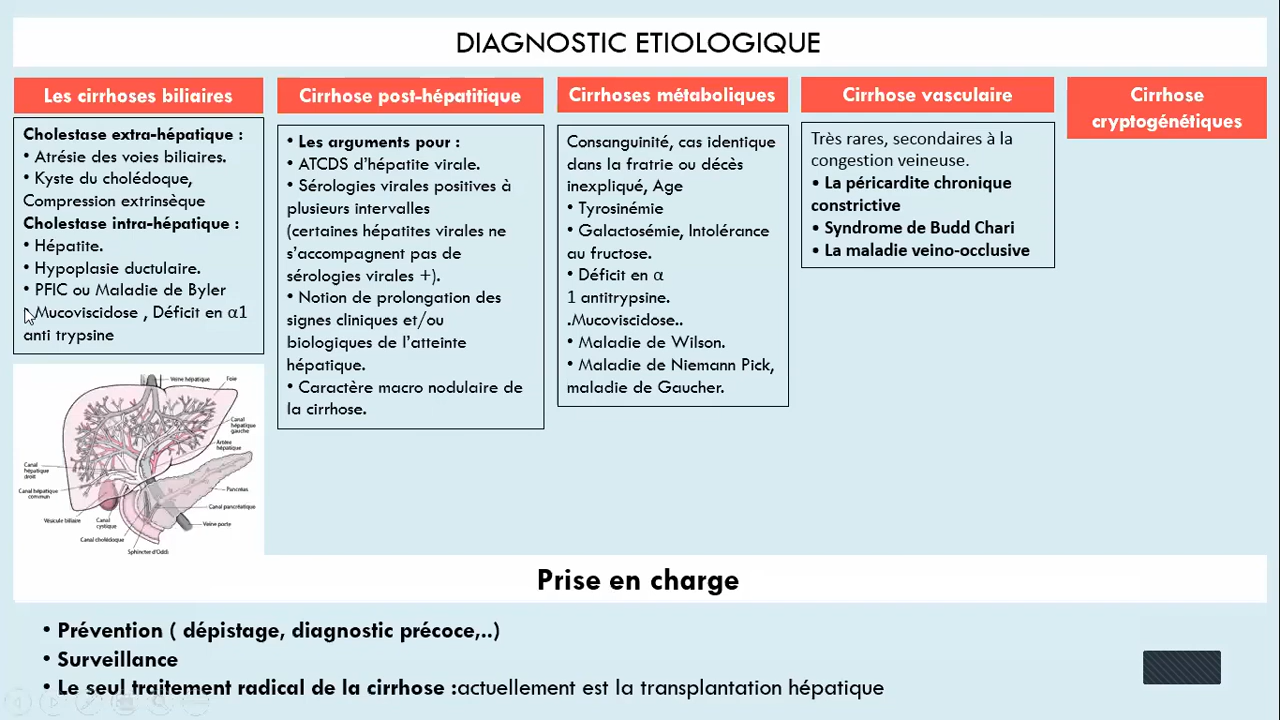 DIAGNOSTIC ETIOLOGIQUE
Les cirrhoses biliaires
Cholestase extra-hépatique :
• Atrésie des voies biliaires.
• Kyste du cholédoque,
Compression extrinsèque
Cholestase intra-hépatique :
• Hépatite.
• Hypoplasie ductulaire.
• PFIC ou Maladie de Byler
• Mucoviscidose , Déficit en α1
anti trypsine
Veine hépatique
Foie
Canal
hépatique
gauche
Artère
hépatique
Canal
hépatique
droit
Canal hépatique
commun
Pancréas
Canal pancréatique
Vésicule biliaire
Canal
cystique
Veine porte
Canal cholédoque
Sphincter d'Oddi
Cirrhose post-hépatitique
• Les arguments pour :
• ATCDS d'hépatite virale.
• Sérologies virales positives à
plusieurs intervalles
(certaines hépatites virales ne
s'accompagnent pas de
sérologies virales +).
• Notion de prolongation des
signes cliniques et/ou
biologiques de l'atteinte
hépatique.
• Caractère macro nodulaire de
la cirrhose.
Cirrhoses métaboliques
Consanguinité, cas identique
dans la fratrie ou décès
inexpliqué, Age
• Tyrosinémie
• Galactosémie, Intolérance
au fructose.
• Déficit en α
1 antitrypsine.
.Mucoviscidose..
• Maladie de Wilson.
• Maladie de Niemann Pick,
maladie de Gaucher.
Cirrhose vasculaire
Très rares, secondaires à la
congestion veineuse.
• La péricardite chronique
constrictive
• Syndrome de Budd Chari
• La maladie veino-occlusive
Cirrhose
cryptogénétiques
Prise en charge
• Prévention ( dépistage, diagnostic précoce,..)
• Surveillance
• Le seul traitement radical de la cirrhose :actuellement est la transplantation hépatique